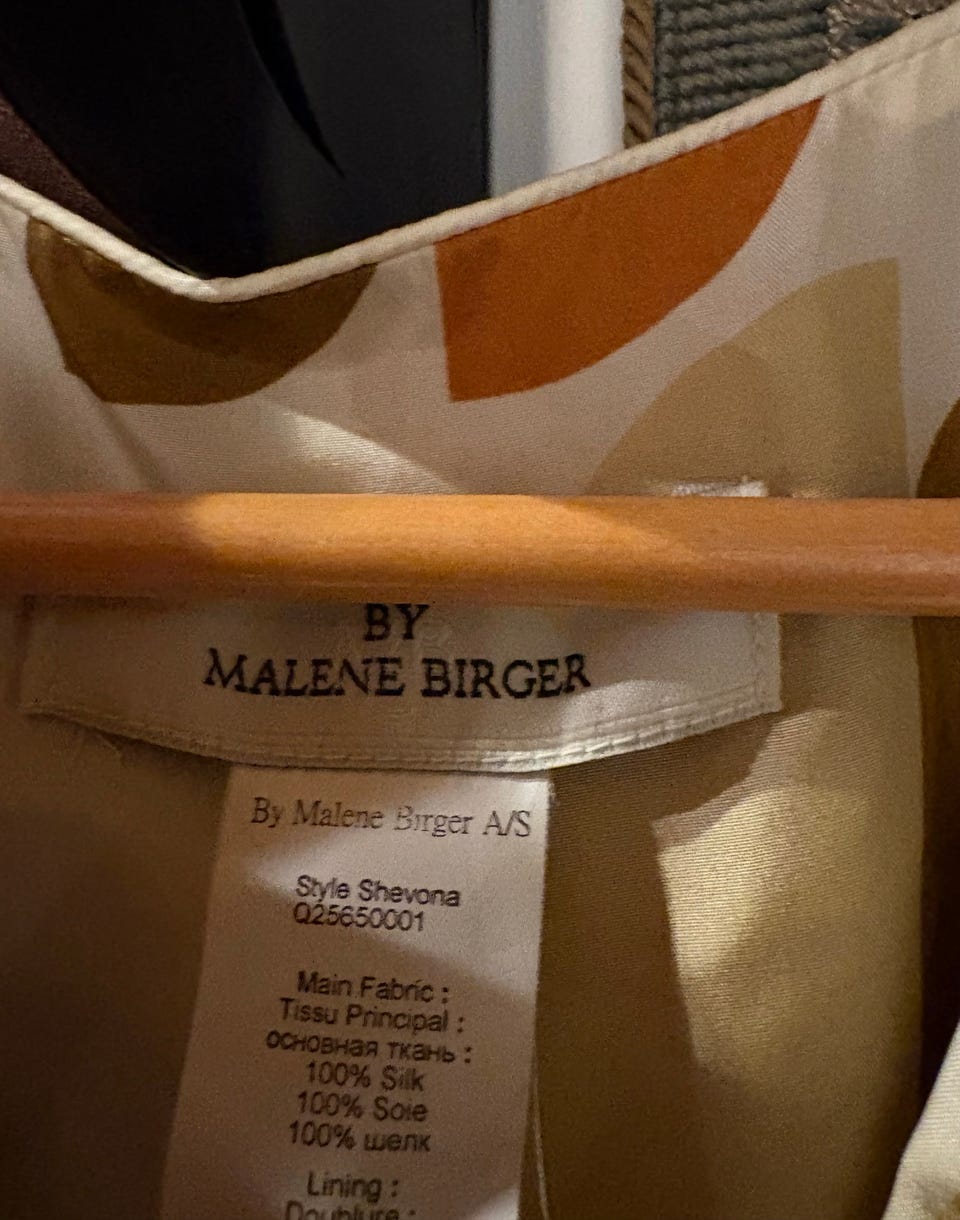 BY
MALENE BIRGER
By Malene Birger A/S
Style Shevona
Q25650001
Main Fabric :
Tissu Principal :
основная ткань :
100% Silk
100% Soie
100% шелк
Lining :
Doublure :